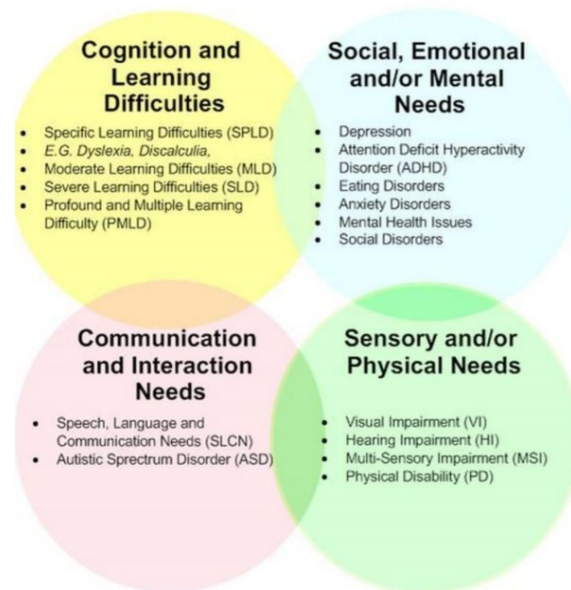 Cognition and
Learning
Difficulties
• Specific Learning Difficulties (SPLD)
• E.G. Dyslexia, Discalculia,
• Moderate Learning Difficulties (MLD)
• Severe Learning Difficulties (SLD)
• Profound and Multiple Learning
Difficulty (PMLD)
Social, Emotional
and/or Mental
Needs
• Depression
• Attention Deficit Hyperactivity
Disorder (ADHD)
• Eating Disorders
• Anxiety Disorders
• Mental Health Issues
• Social Disorders
Communication
and Interaction
Needs
• Speech, Language and
Communication Needs (SLCN)
• Autistic Sprectrum Disorder (ASD)
Sensory and/or
Physical Needs
• Visual Impairment (VI)
• Hearing Impairment (HI)
• Multi-Sensory Impairment (MSI)
• Physical Disability (PD)